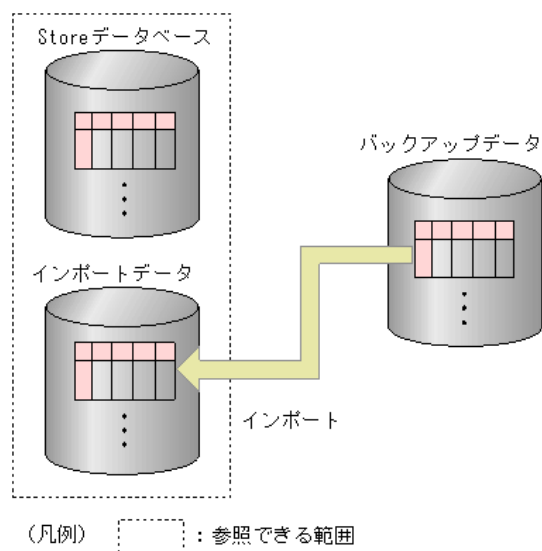 Storeデータベース
バックアップデータ
インポートデータ
インポート
（凡例）　：参照できる範囲